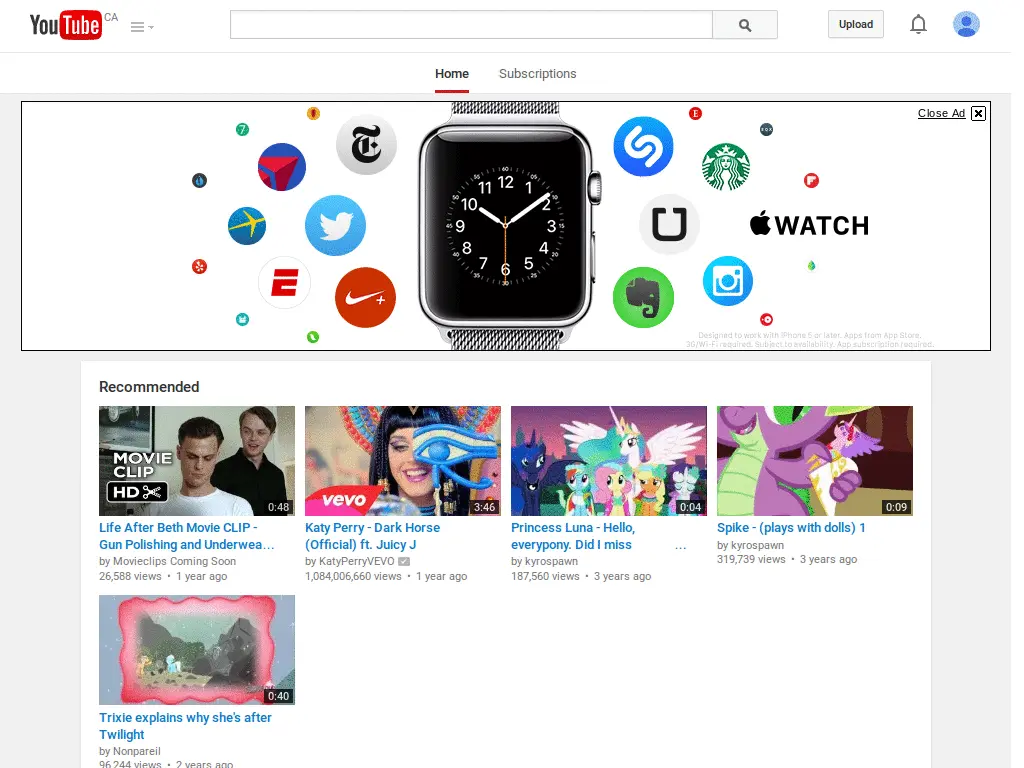 YouTube CA
Upload
Home
Subscriptions
Close Ad
12
11 1
10 2
9 3
8 4
7 5
6
WATCH
Designed to work with iPhone 5 or later. Apps from App Store.
3G/Wi-Fi required. Subject to availability. App subscription required.
Recommended
MOVIE
CLIP
HD
0:48
vevo
3:46
0:04
0:09
Life After Beth Movie CLIP -
Gun Polishing and Underwea...
by Movieclips Coming Soon
26,588 views • 1 year ago
Katy Perry - Dark Horse
(Official) ft. Juicy J
by KatyPerryVEVO
1,084,006,660 views • 1 year ago
Princess Luna - Hello,
everypony. Did I miss ...
by kyrospawn
187,560 views • 3 years ago
Spike - (plays with dolls) 1
by kyrospawn
319,739 views • 3 years ago
0:40
Trixie explains why she's after
Twilight
by Nonpareil
96,244 views • 2 years ago